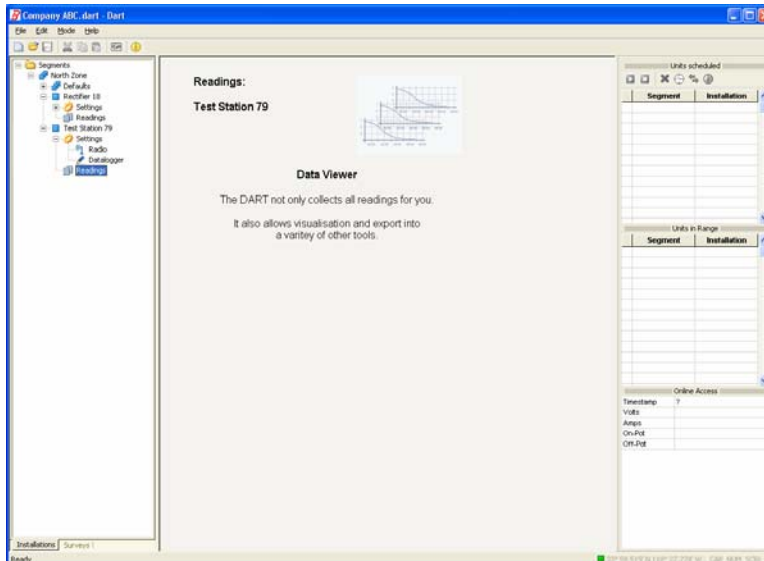 Company ABC.dart - Dart
File Edit Mode Help
Segments
North Zone
Defaults
Rectifier 18
Settings
Readings
Test Station 79
Settings
Radio
Datalogger
Readings
Installations Surveys
Ready
Readings:
Test Station 79
Data Viewer
The DART not only collects all readings for you.
It also allows visualisation and export into
a varitey of other tools.
Units scheduled
Segment Installation
Units in Range
Segment Installation
Online Access
Timestamp ?
Volts
Amps
On-Pot
Off-Pot